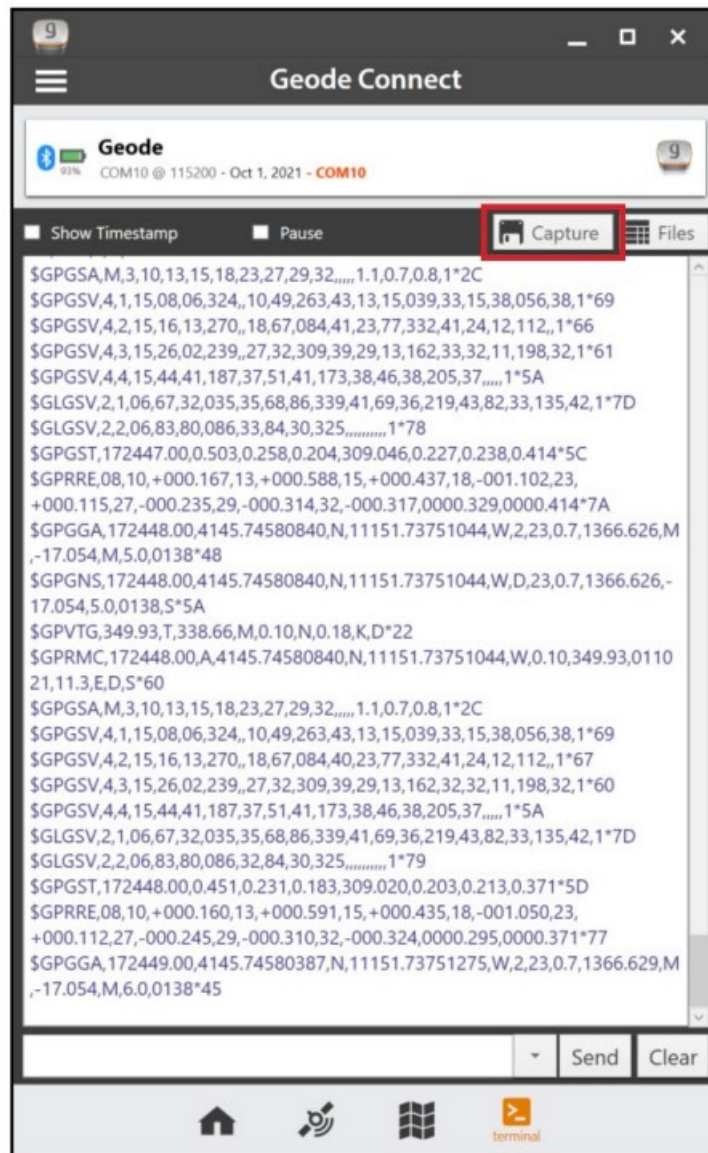 g
Geode Connect
Geode
g
93%
COM10 @ 115200 - Oct 1, 2021 - COM10
Show Timestamp
Pause
Capture
Files
$GPGSA,M,3,10,13,15,18,23,27,29,32,,,,,1.1,0.7,0.8,1*2C
$GPGSV,4,1,15,08,06,324,,10,49,263,43,13,15,039,33,15,38,056,38,1*69
$GPGSV,4,2,15,16,13,270,,18,67,084,41,23,77,332,41,24,12,112,,1*66
$GPGSV,4,3,15,26,02,239,,27,32,309,39,29,13,162,33,32,11,198,32,1*61
$GPGSV,4,4,15,44,41,187,37,51,41,173,38,46,38,205,37,,,,,1*5A
$GLGSV,2,1,06,67,32,035,35,68,86,339,41,69,36,219,43,82,33,135,42,1*7D
$GLGSV,2,2,06,83,80,086,33,84,30,325,,,,,,,,,,1*78
$GPGST,172447.00,0.503,0.258,0.204,309.046,0.227,0.238,0.414*5C
$GPRRE,08,10,+000.167,13,+000.588,15,+000.437,18,-001.102,23,
+000.115,27,-000.235,29,-000.314,32,-000.317,0000.329,0000.414*7A
$GPGGA,172448.00,4145.74580840,N,11151.73751044,W,2,23,0.7,1366.626,M
,-17.054,M,5.0,0138*48
$GPGNS,172448.00,4145.74580840,N,11151.73751044,W,D,23,0.7,1366.626,-
17.054,5.0,0138,S*5A
$GPVTG,349.93,T,338.66,M,0.10,N,0.18,K,D*22
$GPRMC,172448.00,A,4145.74580840,N,11151.73751044,W,0.10,349.93,0110
21,11.3,E,D,S*60
$GPGSA,M,3,10,13,15,18,23,27,29,32,,,,,1.1,0.7,0.8,1*2C
$GPGSV,4,1,15,08,06,324,,10,49,263,43,13,15,039,33,15,38,056,38,1*69
$GPGSV,4,2,15,16,13,270,,18,67,084,40,23,77,332,41,24,12,112,,1*67
$GPGSV,4,3,15,26,02,239,,27,32,309,39,29,13,162,32,32,11,198,32,1*60
$GPGSV,4,4,15,44,41,187,37,51,41,173,38,46,38,205,37,,,,,1*5A
$GLGSV,2,1,06,67,32,035,35,68,86,339,41,69,36,219,43,82,33,135,42,1*7D
$GLGSV,2,2,06,83,80,086,32,84,30,325,,,,,,,,,,1*79
$GPGST,172448.00,0.451,0.231,0.183,309.020,0.203,0.213,0.371*5D
$GPRRE,08,10,+000.160,13,+000.591,15,+000.435,18,-001.050,23,
+000.112,27,-000.245,29,-000.310,32,-000.324,0000.295,0000.371*77
$GPGGA,172449.00,4145.74580387,N,11151.73751275,W,2,23,0.7,1366.629,M
,-17.054,M,6.0,0138*45
Send
Clear
terminal